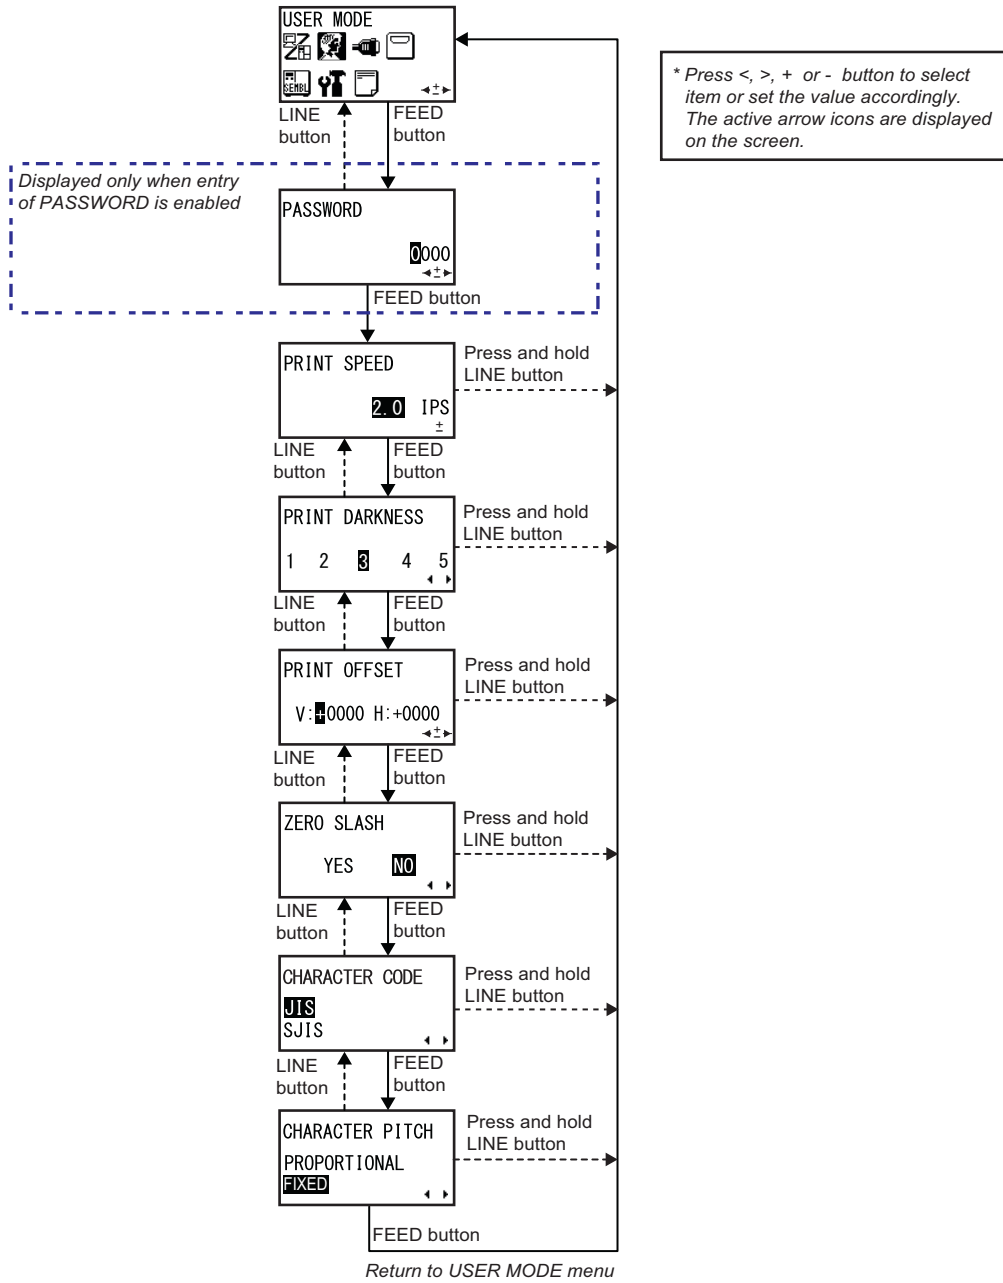 USER MODE
SEMBL
LINE
button
FEED
button
* Press <, >, + or - button to select
item or set the value accordingly.
The active arrow icons are displayed
on the screen.
Displayed only when entry
of PASSWORD is enabled
PASSWORD
0000
FEED button
PRINT SPEED
2.0 IPS
Press and hold
LINE button
LINE
button
FEED
button
PRINT DARKNESS
1 2 3 4 5
Press and hold
LINE button
LINE
button
FEED
button
PRINT OFFSET
V:+0000 H:+0000
Press and hold
LINE button
LINE
button
FEED
button
ZERO SLASH
YES NO
Press and hold
LINE button
LINE
button
FEED
button
CHARACTER CODE
JIS
SJIS
Press and hold
LINE button
LINE
button
FEED
button
CHARACTER PITCH
PROPORTIONAL
FIXED
Press and hold
LINE button
FEED button
Return to USER MODE menu